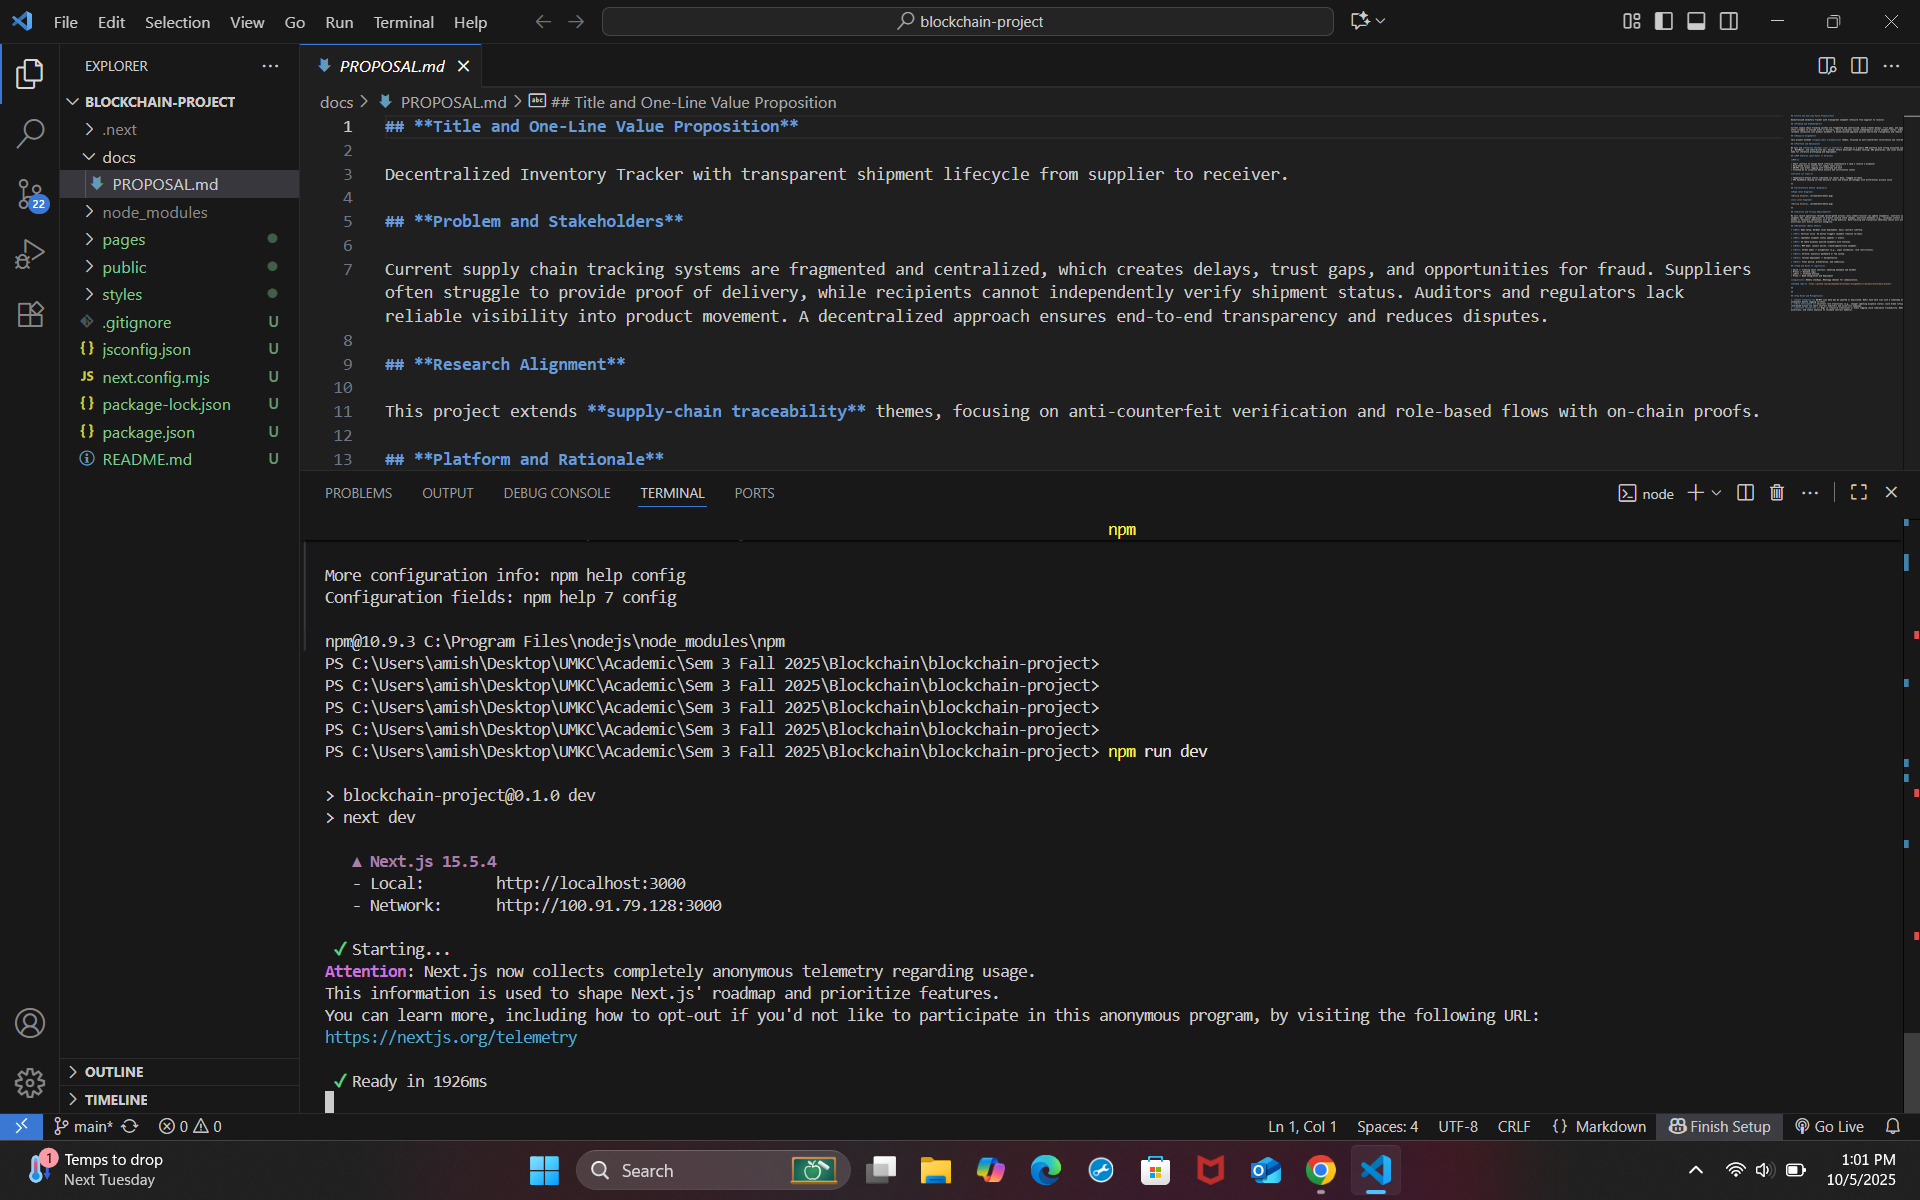 File Edit Selection View Go Run Terminal Help
blockchain-project
EXPLORER
BLOCKCHAIN-PROJECT
.next
docs
PROPOSAL.md
node_modules
pages
public
styles
.gitignore U
jsconfig.json U
next.config.mjs U
package-lock.json U
package.json U
README.md U
22
OUTLINE
TIMELINE
PROPOSAL.md
docs > PROPOSAL.md > ## Title and One-Line Value Proposition
1 ## **Title and One-Line Value Proposition**
2
3 Decentralized Inventory Tracker with transparent shipment lifecycle from supplier to receiver.
4
5 ## **Problem and Stakeholders**
6
7 Current supply chain tracking systems are fragmented and centralized, which creates delays, trust gaps, and opportunities for fraud. Suppliers
often struggle to provide proof of delivery, while recipients cannot independently verify shipment status. Auditors and regulators lack
reliable visibility into product movement. A decentralized approach ensures end-to-end transparency and reduces disputes.
8
9 ## **Research Alignment**
10
11 This project extends **supply-chain traceability** themes, focusing on anti-counterfeit verification and role-based flows with on-chain proofs.
12
13 ## **Platform and Rationale**
PROBLEMS OUTPUT DEBUG CONSOLE TERMINAL PORTS
node
npm
More configuration info: npm help config
Configuration fields: npm help 7 config
npm@10.9.3 C:\Program Files\nodejs\node_modules\npm
PS C:\Users\amish\Desktop\UMKC\Academic\Sem 3 Fall 2025\Blockchain\blockchain-project>
PS C:\Users\amish\Desktop\UMKC\Academic\Sem 3 Fall 2025\Blockchain\blockchain-project>
PS C:\Users\amish\Desktop\UMKC\Academic\Sem 3 Fall 2025\Blockchain\blockchain-project>
PS C:\Users\amish\Desktop\UMKC\Academic\Sem 3 Fall 2025\Blockchain\blockchain-project>
PS C:\Users\amish\Desktop\UMKC\Academic\Sem 3 Fall 2025\Blockchain\blockchain-project> npm run dev
> blockchain-project@0.1.0 dev
> next dev
▲ Next.js 15.5.4
- Local: http://localhost:3000
- Network: http://100.91.79.128:3000
✓ Starting...
Attention: Next.js now collects completely anonymous telemetry regarding usage.
This information is used to shape Next.js' roadmap and prioritize features.
You can learn more, including how to opt-out if you'd not like to participate in this anonymous program, by visiting the following URL:
https://nextjs.org/telemetry
✓ Ready in 1926ms
main* 0 0
Ln 1, Col 1 Spaces: 4 UTF-8 CRLF {} Markdown Finish Setup Go Live
1
Temps to drop
Next Tuesday
Search
1:01 PM
10/5/2025